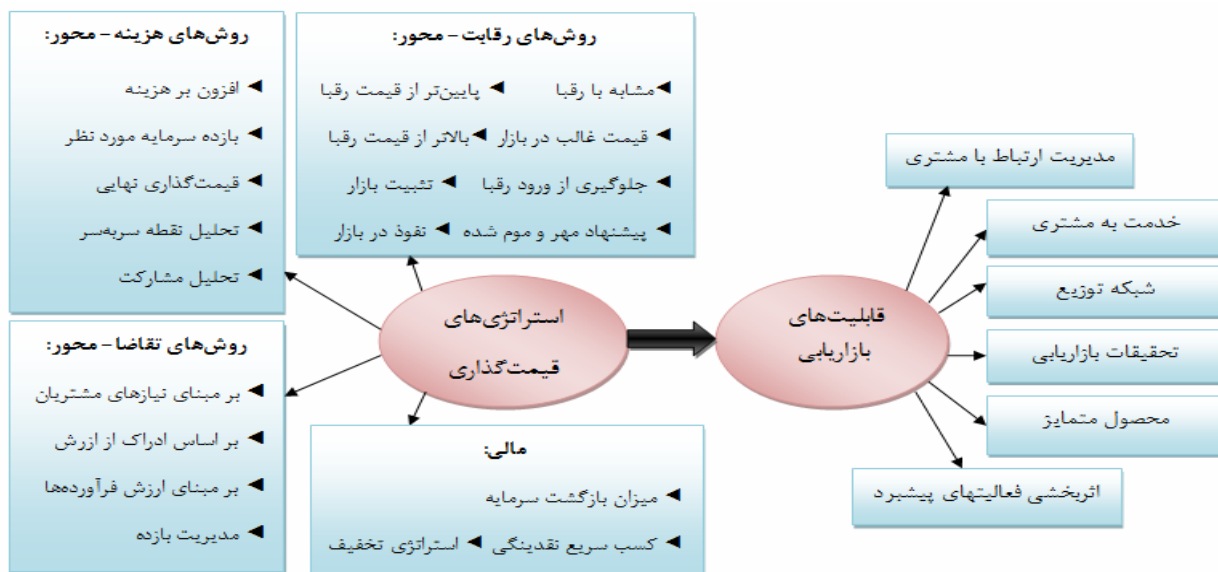 روش‌های هزینه – محور:
◄ افزون بر هزینه
◄ بازده سرمایه مورد نظر
◄ قیمت‌گذاری نهایی
◄ تحلیل نقطه سربه‌سر
◄ تحلیل مشارکت
روش‌های رقابت – محور:
◄ مشابه با رقبا ◄ پایین‌تر از قیمت رقبا
◄ قیمت غالب در بازار ◄ بالاتر از قیمت رقبا
◄ جلوگیری از ورود رقبا ◄ تثبیت بازار
◄ پیشنهاد مهر و موم شده ◄ نفوذ در بازار
روش‌های تقاضا – محور:
◄ بر مبنای نیازهای مشتریان
◄ بر اساس ادراک از ازرش
◄ بر مبنای ارزش فرآورده‌ها
◄ مدیریت بازده
مالی:
◄ میزان بازگشت سرمایه
◄ کسب سریع نقدینگی ◄ استراتژی تخفیف
استراتژی‌های
قیمت‌گذاری
قابلیت‌های
بازاریابی
مدیریت ارتباط با مشتری
خدمت به مشتری
شبکه توزیع
تحقیقات بازاریابی
محصول متمایز
اثربخشی فعالیتهای پیشبرد